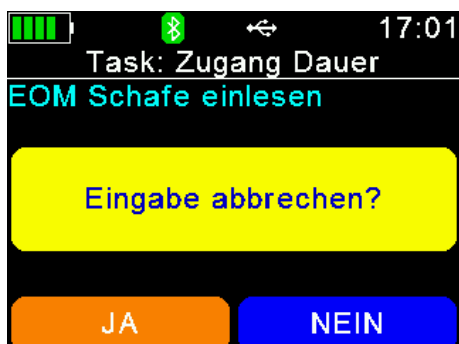 17:01
Task: Zugang Dauer
EOM Schafe einlesen
Eingabe abbrechen?
JA NEIN